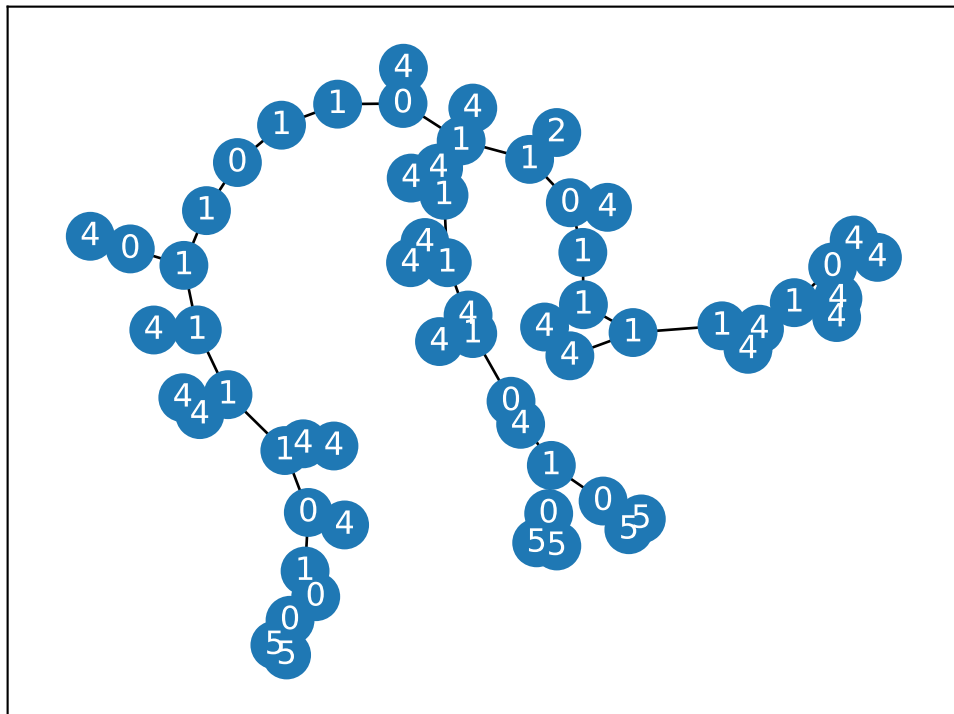 4
1 0 4
1 1 2
0 4 1
4 1 0 4
1 4
4 0 1 4 4 1 1 0 4 4
4 1 4 1 1 1 4 4
4 1 4 1 4 1 4 4
4 4 1 0
1 4 4 4 1
0 4 0 0 5
1 5 5 5
0
0
5 5